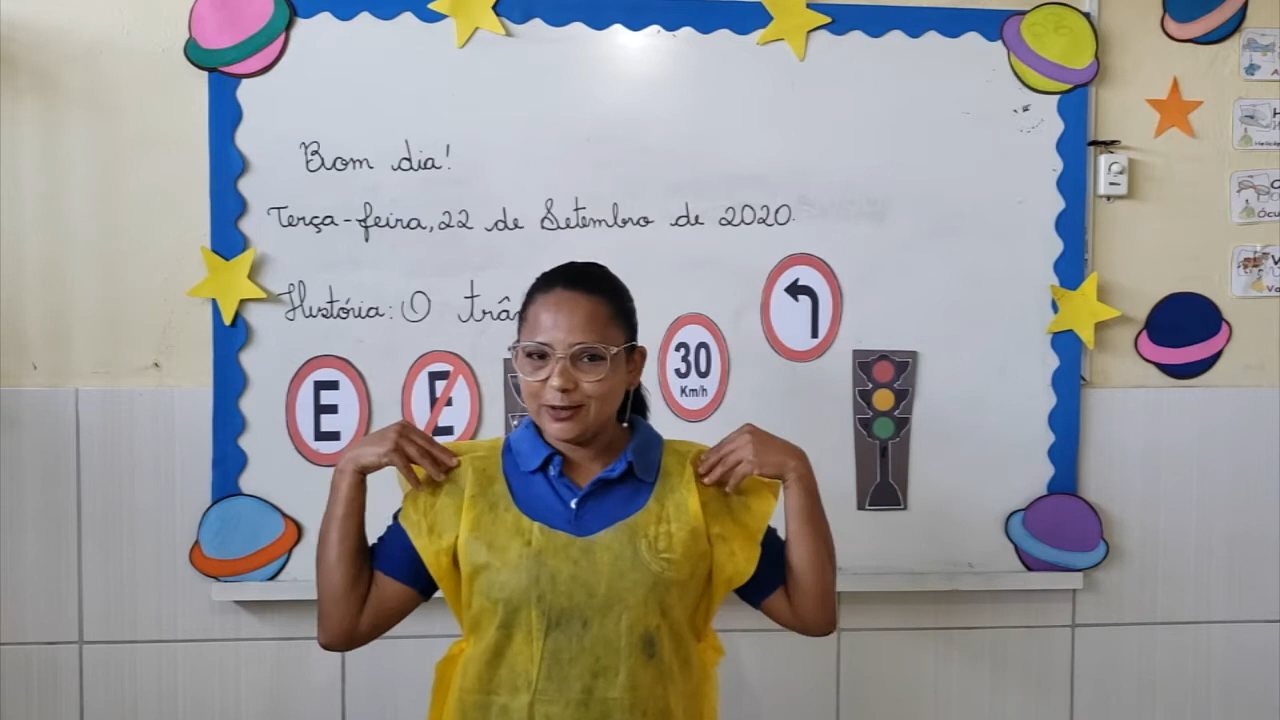 Bom dia!
Terça-feira, 22 de Setembro de 2020.
História: O trân
E
E
30
Km/h